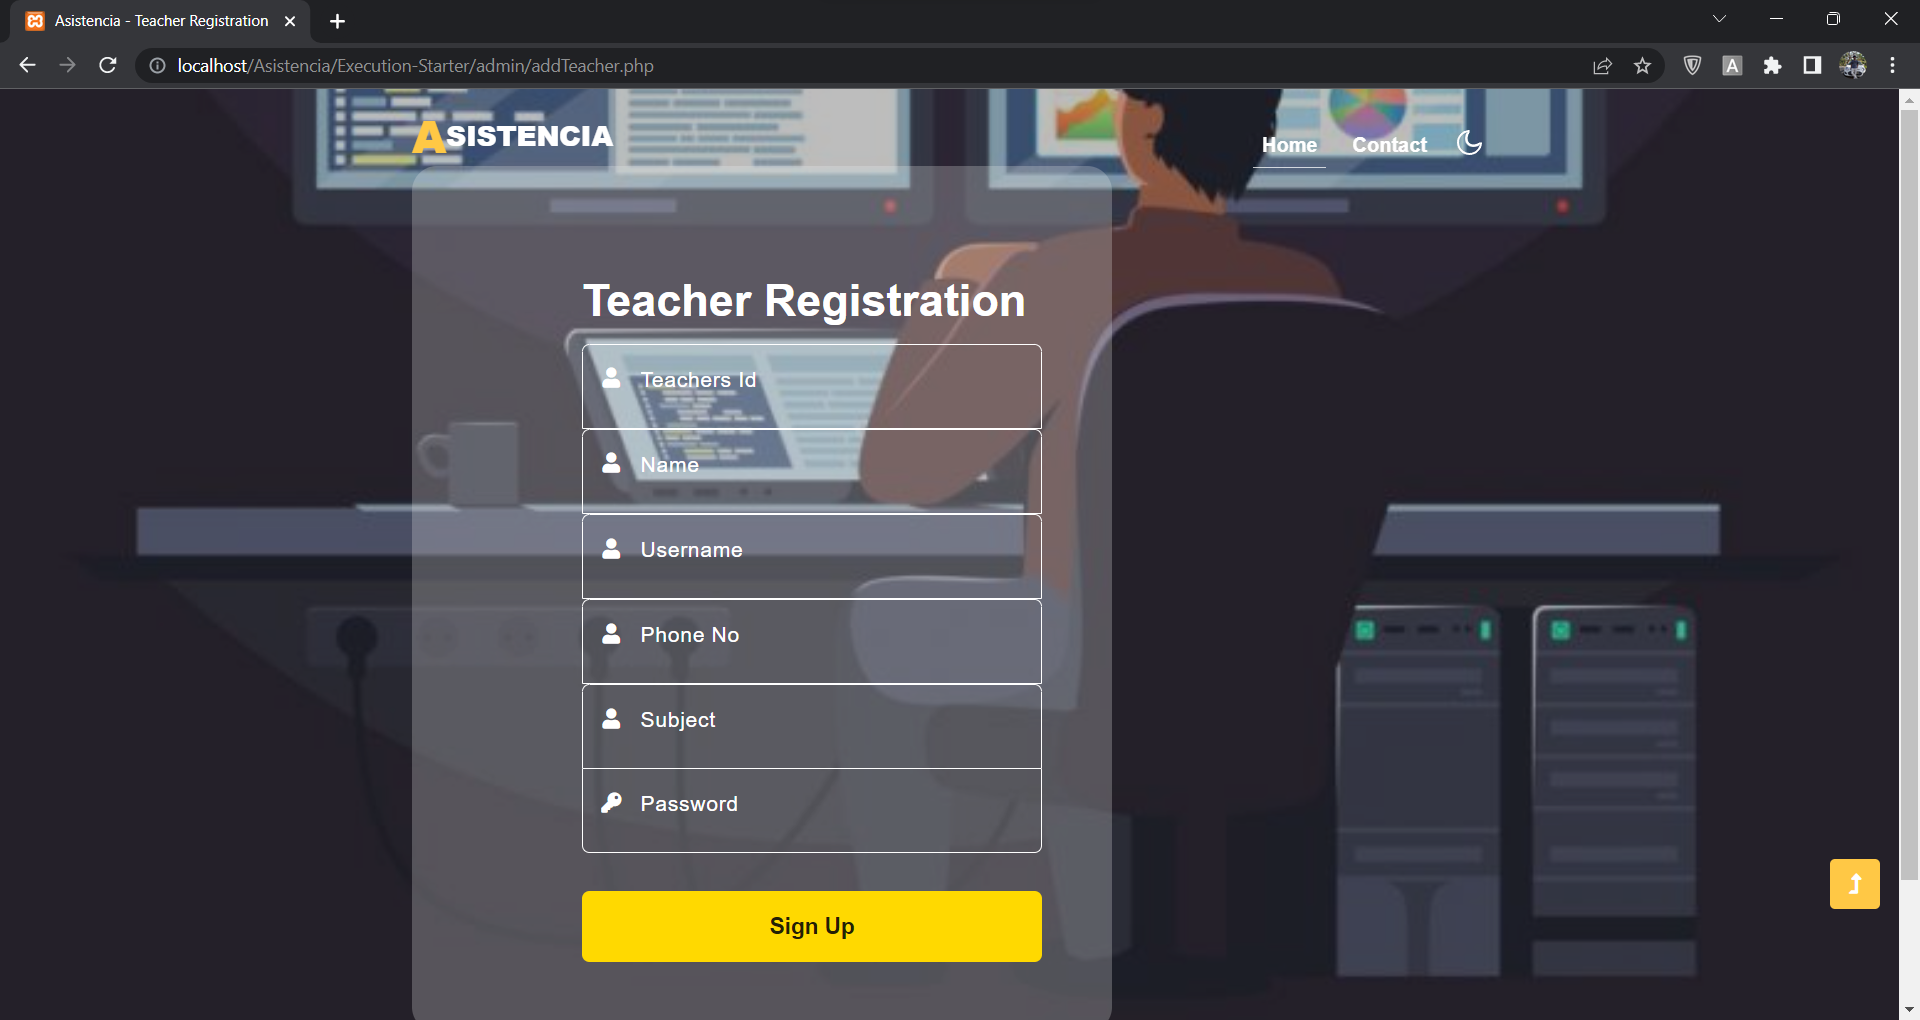 Asistencia - Teacher Registration
localhost/Asistencia/Execution-Starter/admin/addTeacher.php
A
ASISTENCIA
Home
Contact
Teacher Registration
Teachers Id
Name
Username
Phone No
Subject
Password
Sign Up